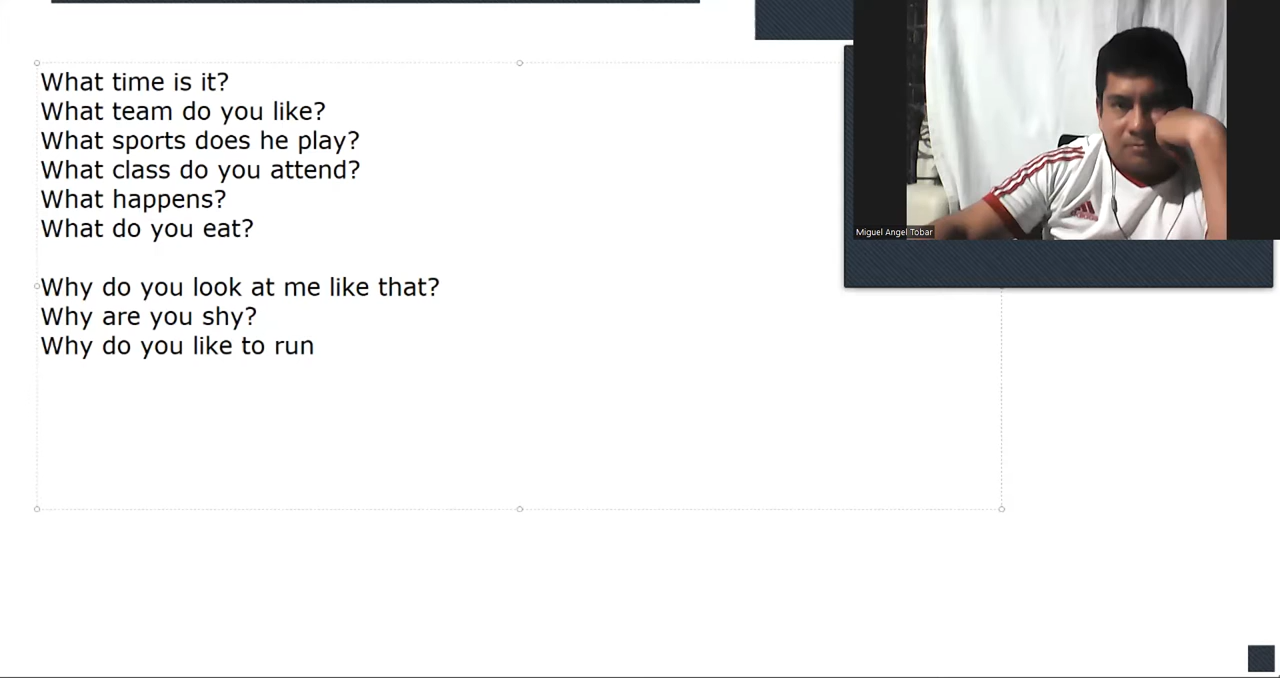 What time is it?
What team do you like?
What sports does he play?
What class do you attend?
What happens?
What do you eat?
Why do you look at me like that?
Why are you shy?
Why do you like to run
Miguel Angel Tobar